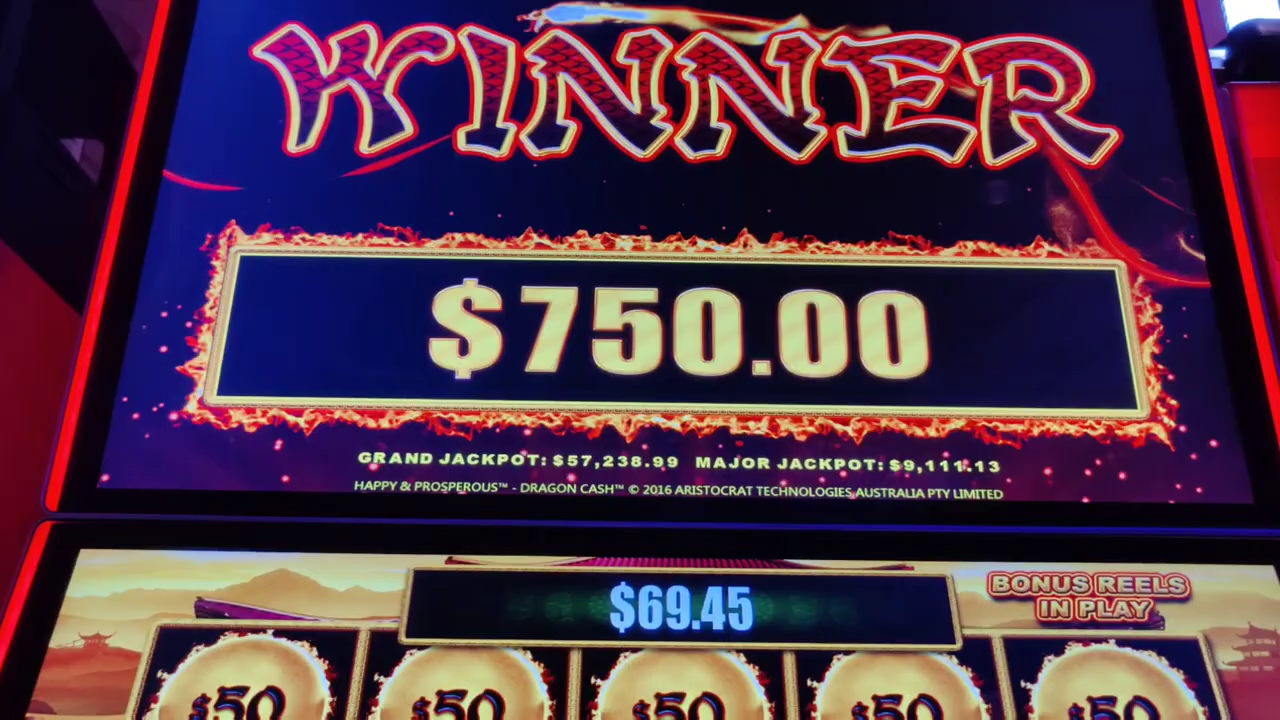 WINNER
$750.00
GRAND JACKPOT: $57,238.99 MAJOR JACKPOT: $9,111.13
HAPPY & PROSPEROUS™ - DRAGON CASH™ © 2016 ARISTOCRAT TECHNOLOGIES AUSTRALIA PTY LIMITED
$69.45
BONUS REELS
IN PLAY
$50 $50 $50 $50 $50